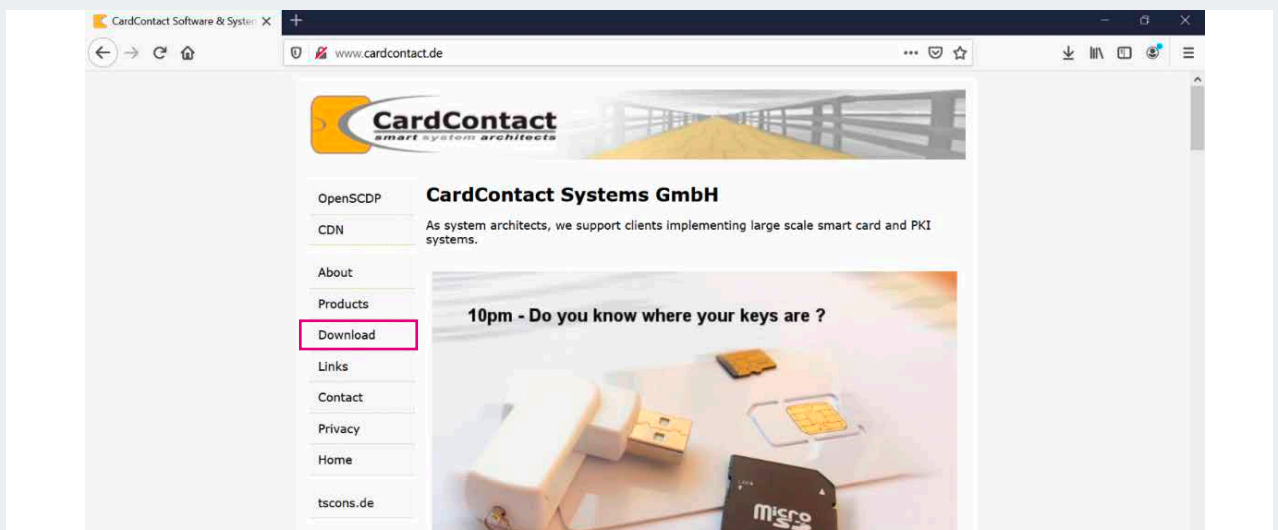 CardContact Software & System
www.cardcontact.de
CardContact
smart system architects
OpenSCDP
CDN
About
Products
Download
Links
Contact
Privacy
Home
tscons.de
CardContact Systems GmbH
As system architects, we support clients implementing large scale smart card and PKI
systems.
10pm - Do you know where your keys are ?
Micro